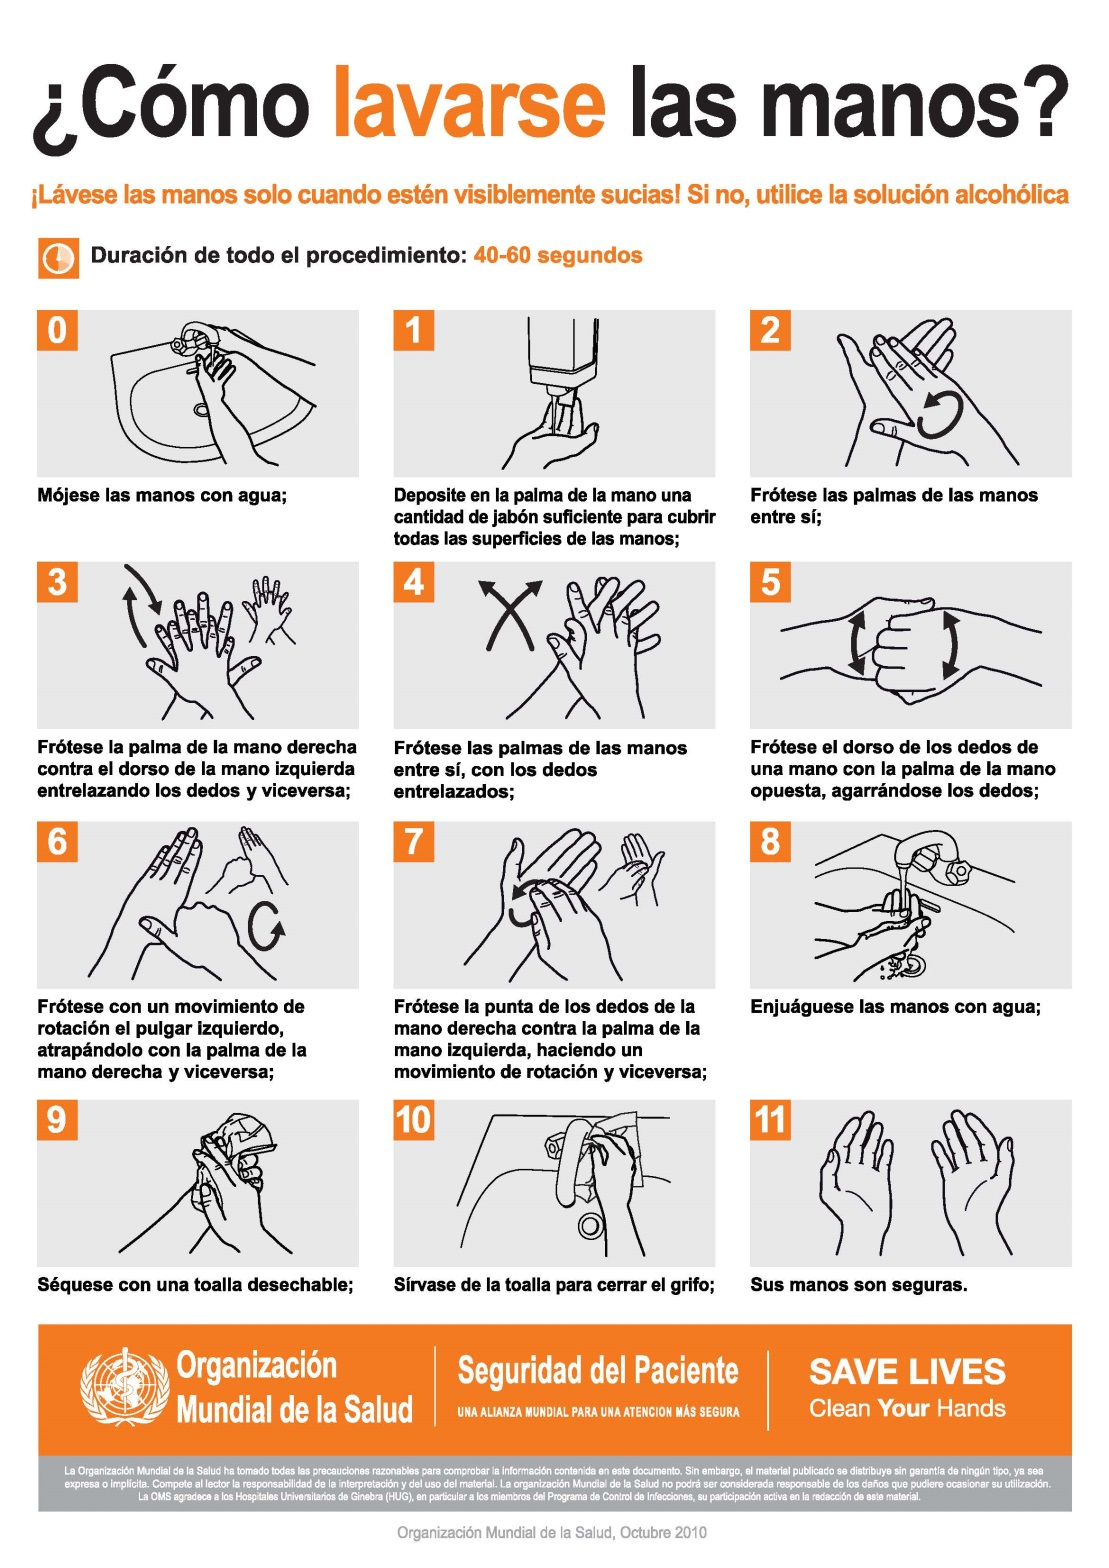 ¿Cómo lavarse las manos?
¡Lávese las manos solo cuando estén visiblemente sucias! Si no, utilice la solución alcohólica
Duración de todo el procedimiento: 40-60 segundos
0
Mójese las manos con agua;
1
Deposite en la palma de la mano una
cantidad de jabón suficiente para cubrir
todas las superficies de las manos;
2
Frótese las palmas de las manos
entre sí;
3
Frótese la palma de la mano derecha
contra el dorso de la mano izquierda
entrelazando los dedos y viceversa;
4
Frótese las palmas de las manos
entre sí, con los dedos
entrelazados;
5
Frótese el dorso de los dedos de
una mano con la palma de la mano
opuesta, agarrándose los dedos;
6
Frótese con un movimiento de
rotación el pulgar izquierdo,
atrapándolo con la palma de la
mano derecha y viceversa;
7
Frótese la punta de los dedos de la
mano derecha contra la palma de la
mano izquierda, haciendo un
movimiento de rotación y viceversa;
8
Enjuáguese las manos con agua;
9
Séquese con una toalla desechable;
10
Sírvase de la toalla para cerrar el grifo;
11
Sus manos son seguras.
Organización
Mundial de la Salud
Seguridad del Paciente
UNA ALIANZA MUNDIAL PARA UNA ATENCION MÁS SEGURA
SAVE LIVES
Clean Your Hands
La Organización Mundial de la Salud ha tomado todas las precauciones razonables para comprobar la información contenida en este documento. Sin embargo, el material publicado se distribuye sin garantía de ningún tipo, ya sea
expresa o implícita. Compete al lector la responsabilidad de la interpretación y del uso del material. La organización Mundial de la Salud no podrá ser considerada responsable de los daños que pudiere ocasionar su utilización.
La OMS agradece a los Hospitales Universitarios de Ginebra (HUG), en particular a los miembros del Programa de Control de Infecciones, su participación activa en la redacción de este material.
Organización Mundial de la Salud, Octubre 2010